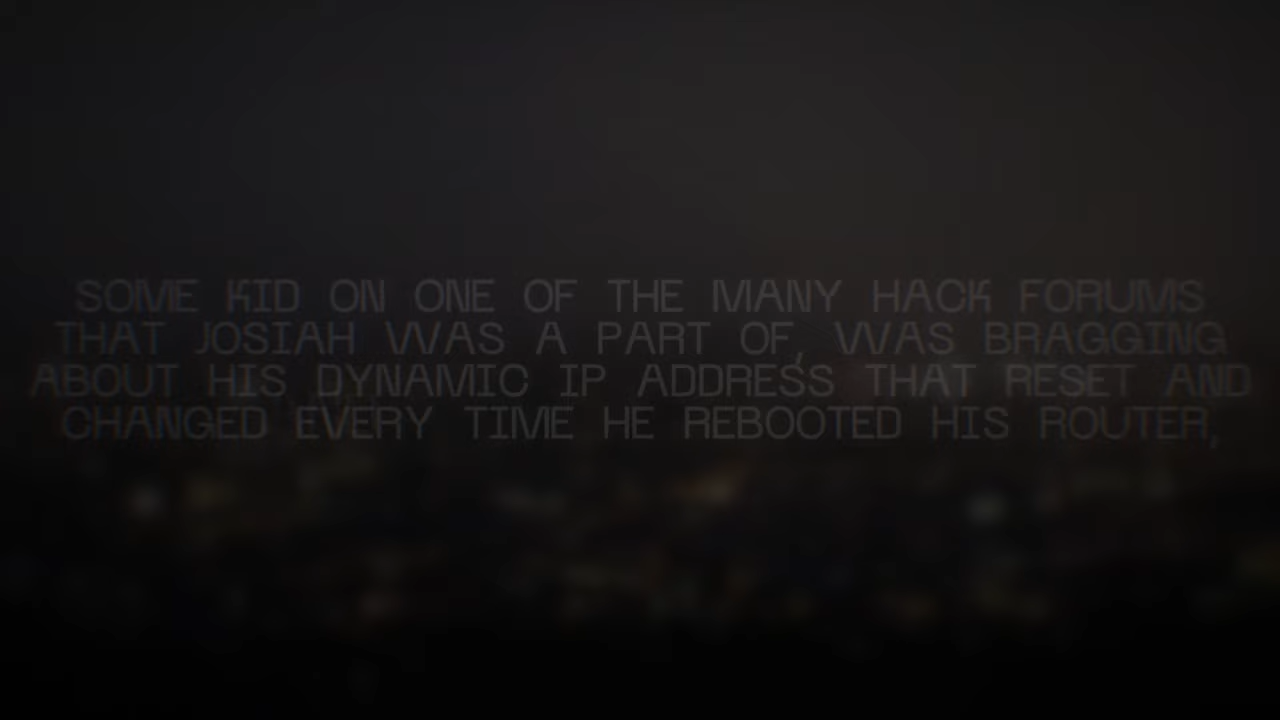 SOME KID ON ONE OF THE MANY HACK FORUMS
THAT JOSIAH WAS A PART OF, WAS BRAGGING
ABOUT HIS DYNAMIC IP ADDRESS THAT RESET AND
CHANGED EVERY TIME HE REBOOTED HIS ROUTER,